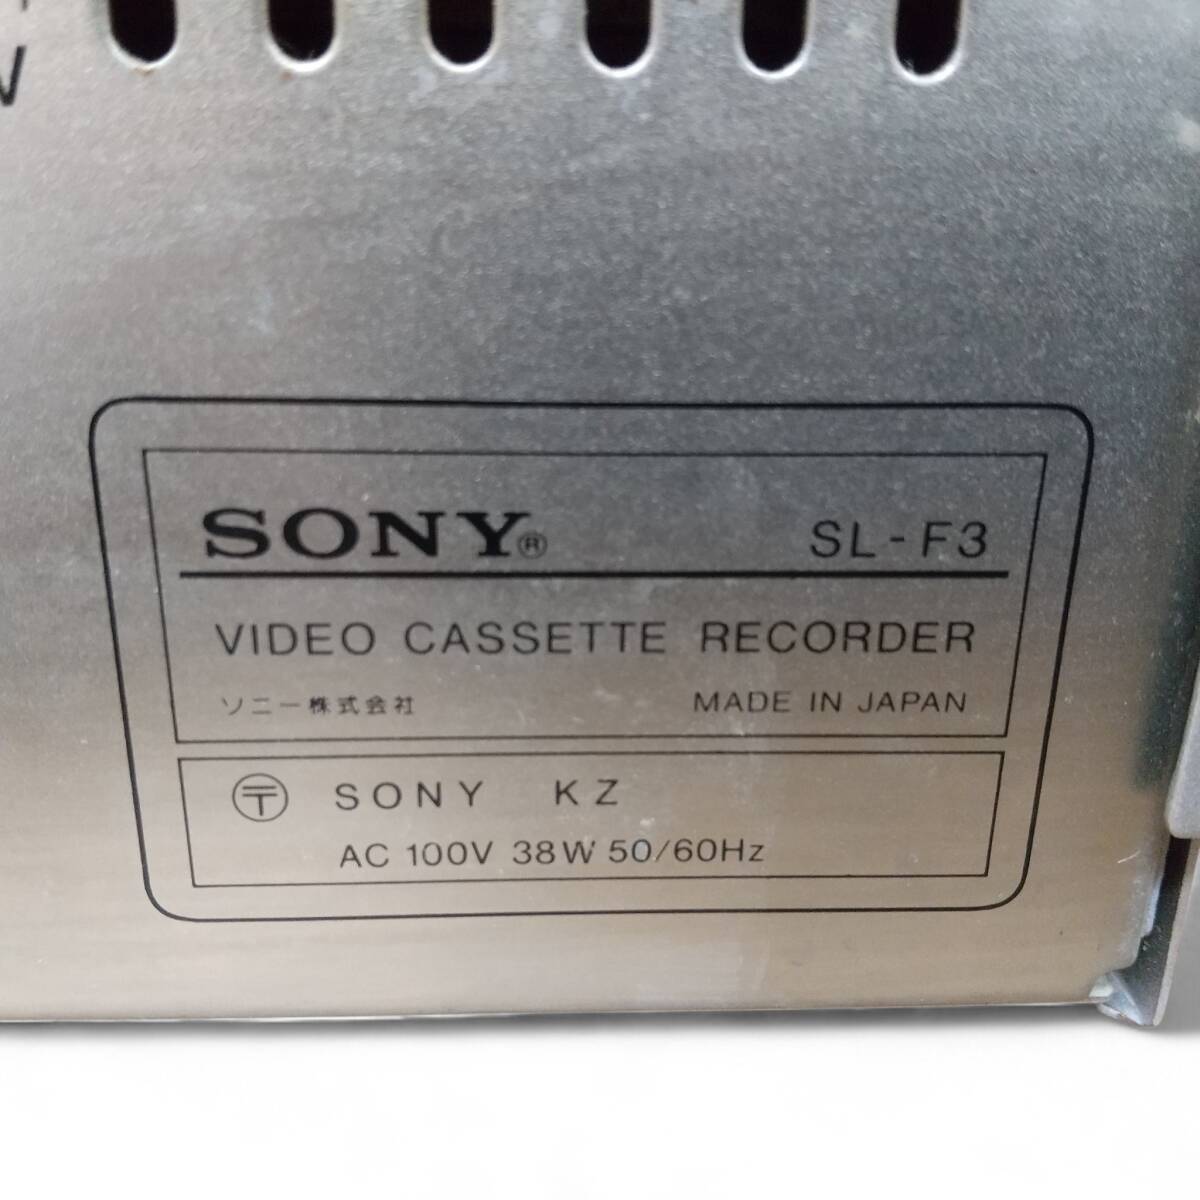 SONY® SL-F3
VIDEO CASSETTE RECORDER
ソニー株式会社 MADE IN JAPAN
〶 SONY KZ
AC 100V 38W 50/60Hz